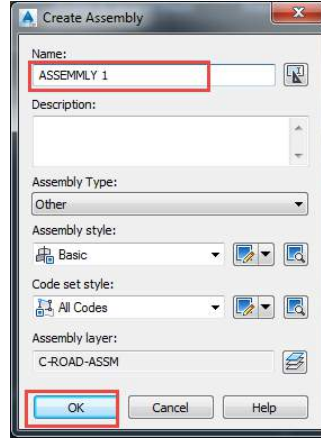 Create Assembly
Name:
ASSEMMLY 1
Description:
Assembly Type:
Other
Assembly style:
Basic
Code set style:
All Codes
Assembly layer:
C-ROAD-ASSM
OK Cancel Help